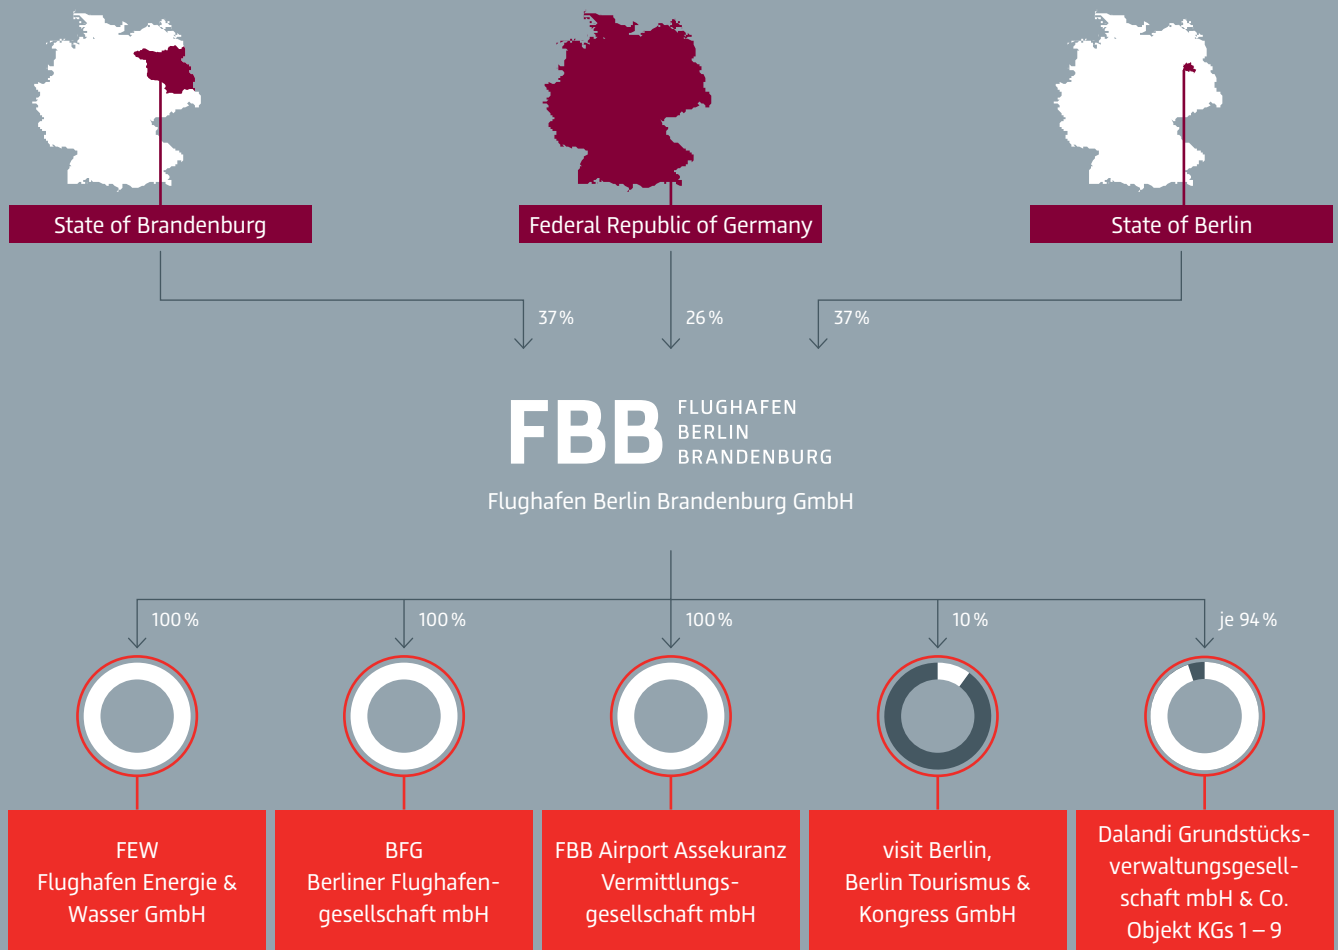 State of Brandenburg
Federal Republic of Germany
State of Berlin
37 %
26 %
37 %
FBB
FLUGHAFEN
BERLIN
BRANDENBURG
Flughafen Berlin Brandenburg GmbH
100 %
100 %
100 %
10 %
je 94 %
FEW
Flughafen Energie &
Wasser GmbH
BFG
Berliner Flughafen-
gesellschaft mbH
FBB Airport Assekuranz
Vermittlungs-
gesellschaft mbH
visit Berlin,
Berlin Tourismus &
Kongress GmbH
Dalandi Grundstücks-
verwaltungsgesell-
schaft mbH & Co.
Objekt KGs 1 – 9